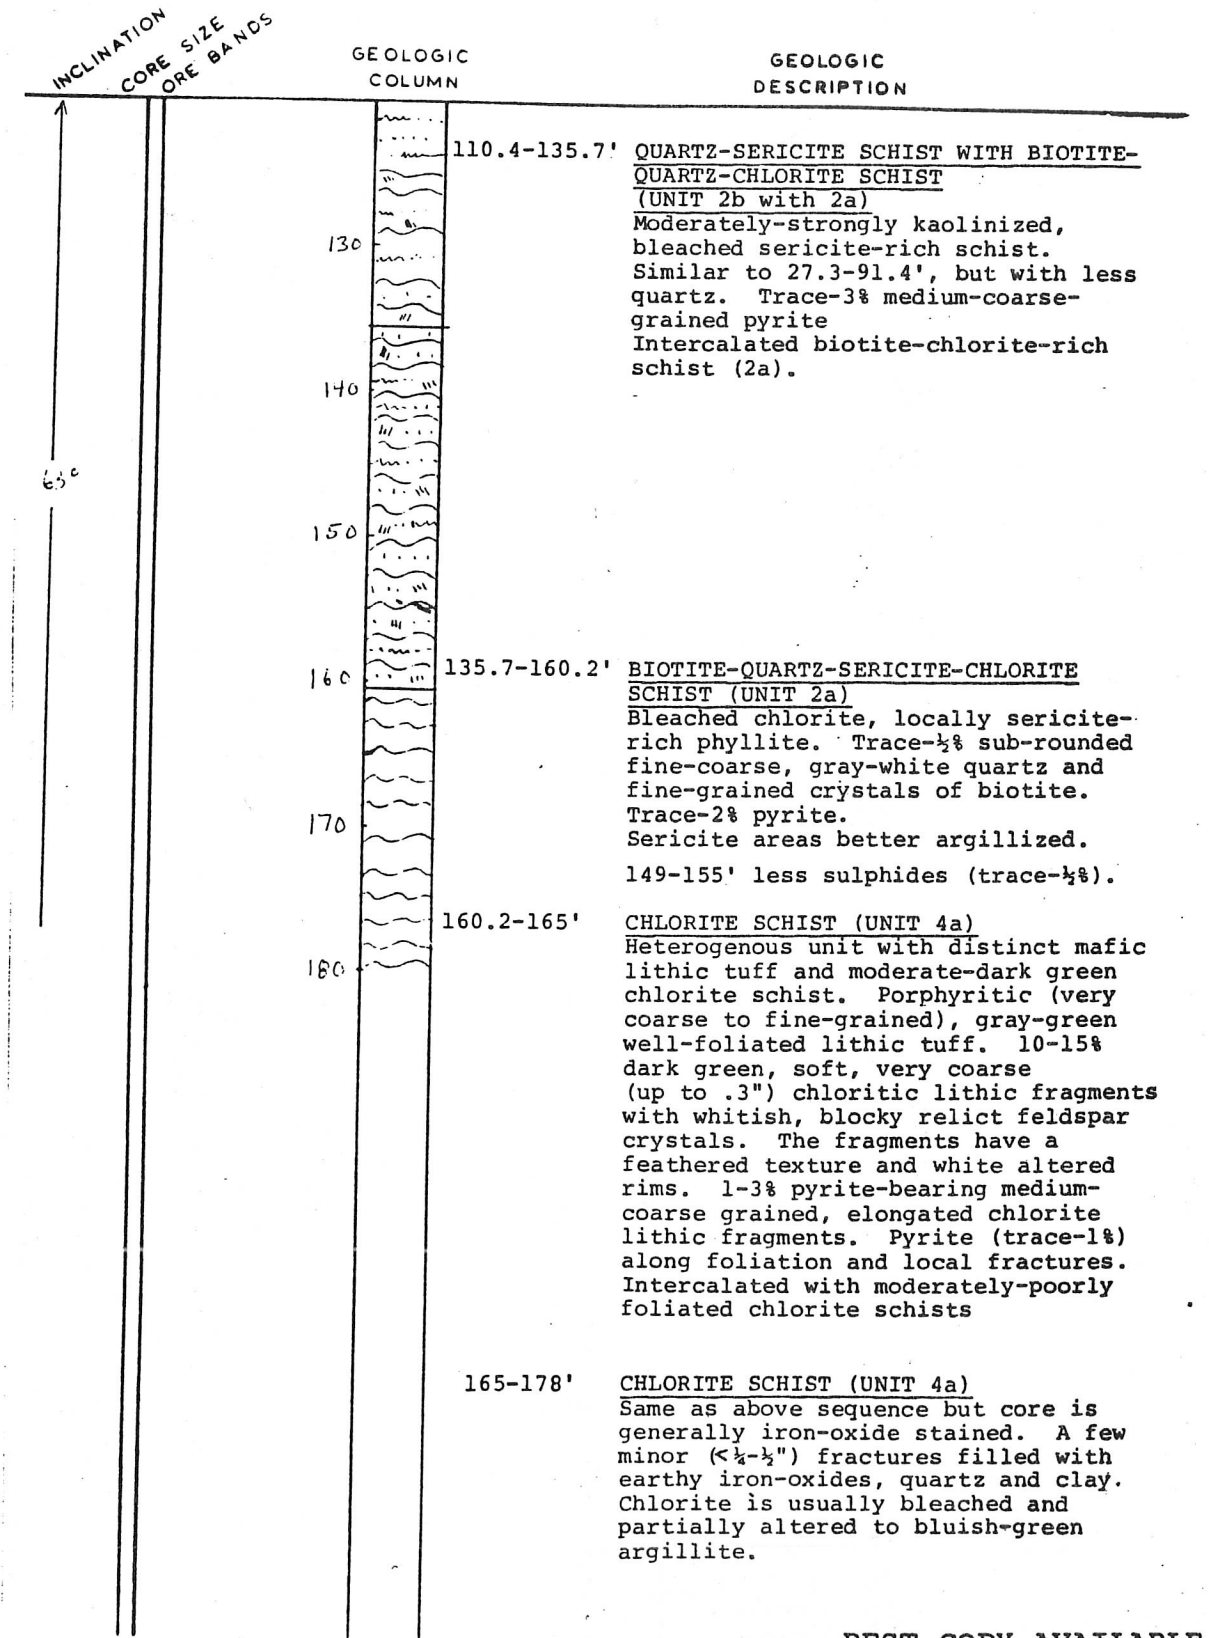 INCLINATION
CORE SIZE
ORE BANDS
GEOLOGIC
COLUMN
GEOLOGIC
DESCRIPTION
110.4-135.7' QUARTZ-SERICITE SCHIST WITH BIOTITE-
QUARTZ-CHLORITE SCHIST
(UNIT 2b with 2a)
Moderately-strongly kaolinized,
130
bleached sericite-rich schist.
Similar to 27.3-91.4', but with less
quartz. Trace-3% medium-coarse-
grained pyrite
Intercalated biotite-chlorite-rich
schist (2a).
140
150
160
135.7-160.2' BIOTITE-QUARTZ-SERICITE-CHLORITE
SCHIST (UNIT 2a)
Bleached chlorite, locally sericite-
rich phyllite. Trace-½% sub-rounded
fine-coarse, gray-white quartz and
fine-grained crystals of biotite.
Trace-2% pyrite.
170
Sericite areas better argillized.
149-155' less sulphides (trace-½%).
160.2-165' CHLORITE SCHIST (UNIT 4a)
Heterogenous unit with distinct mafic
180
lithic tuff and moderate-dark green
chlorite schist. Porphyritic (very
coarse to fine-grained), gray-green
well-foliated lithic tuff. 10-15%
dark green, soft, very coarse
(up to .3") chloritic lithic fragments
with whitish, blocky relict feldspar
crystals. The fragments have a
feathered texture and white altered
rims. 1-3% pyrite-bearing medium-
coarse grained, elongated chlorite
lithic fragments. Pyrite (trace-1%)
along foliation and local fractures.
Intercalated with moderately-poorly
foliated chlorite schists
165-178' CHLORITE SCHIST (UNIT 4a)
Same as above sequence but core is
generally iron-oxide stained. A few
minor (<¼-½") fractures filled with
earthy iron-oxides, quartz and clay.
Chlorite is usually bleached and
partially altered to bluish-green
argillite.
BEST COPY AVAILABLE